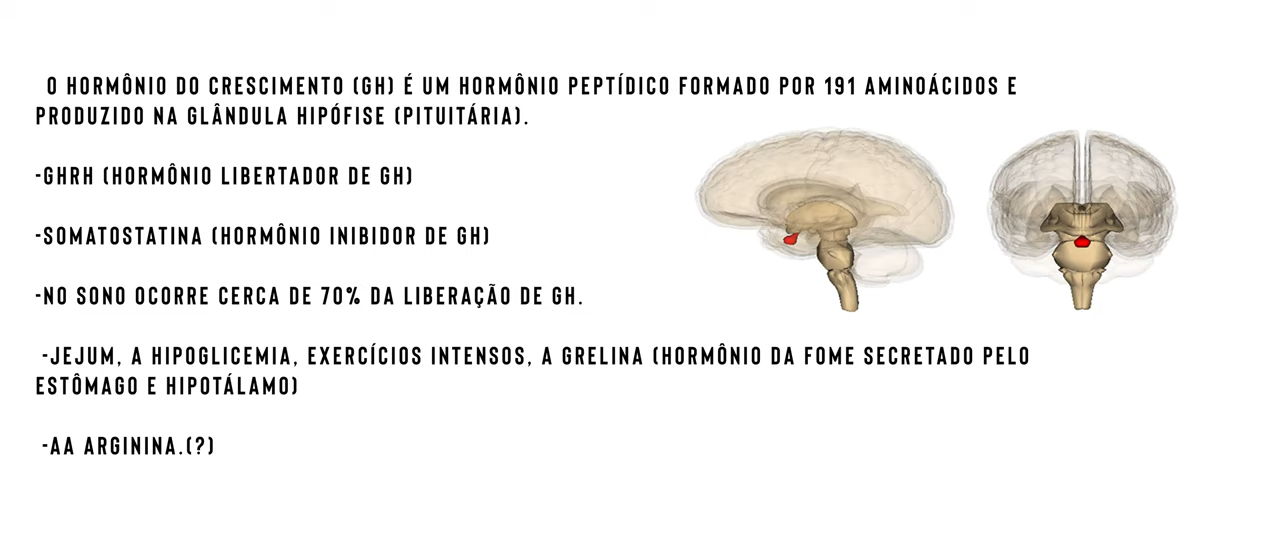 O HORMÔNIO DO CRESCIMENTO (GH) É UM HORMÔNIO PEPTÍDICO FORMADO POR 191 AMINOÁCIDOS E
PRODUZIDO NA GLÂNDULA HIPÓFISE (PITUITÁRIA).
-GHRH (HORMÔNIO LIBERTADOR DE GH)
-SOMATOSTATINA (HORMÔNIO INIBIDOR DE GH)
-NO SONO OCORRE CERCA DE 70% DA LIBERAÇÃO DE GH.
-JEJUM, A HIPOGLICEMIA, EXERCÍCIOS INTENSOS, A GRELINA (HORMÔNIO DA FOME SECRETADO PELO
ESTÔMAGO E HIPOTÁLAMO)
-AA ARGININA.(?)